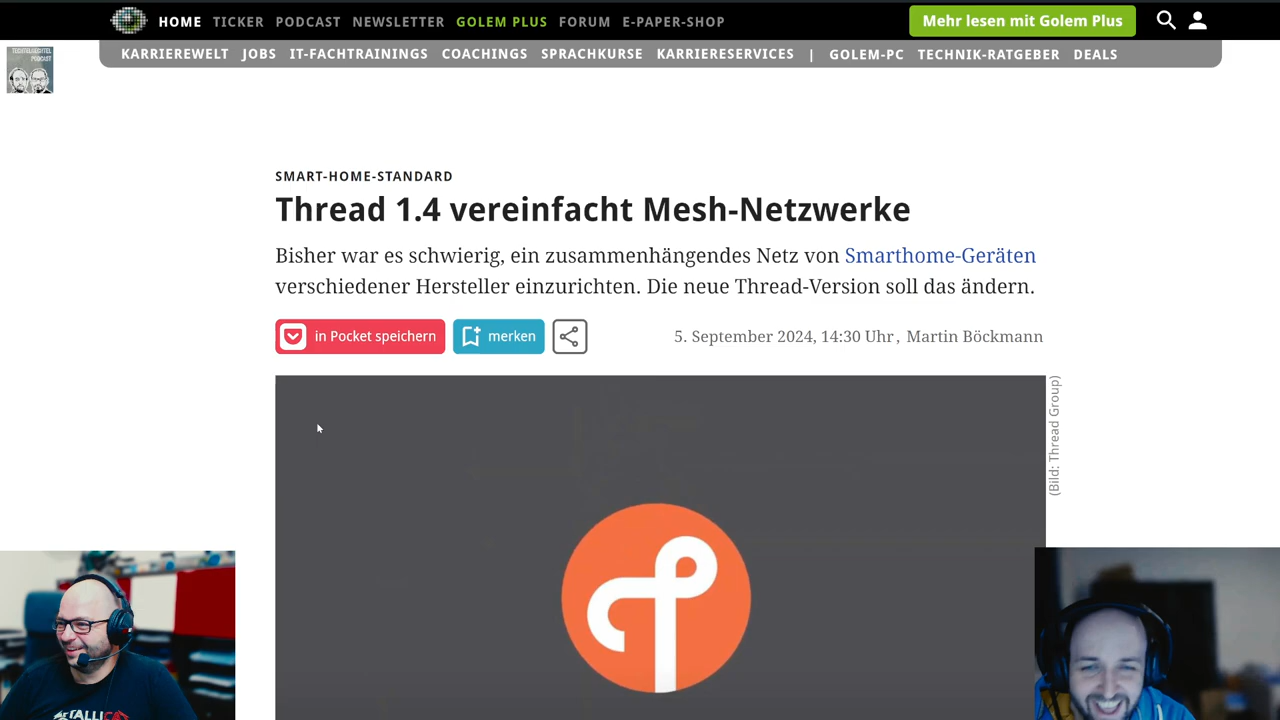 HOME TICKER PODCAST NEWSLETTER GOLEM PLUS FORUM E-PAPER-SHOP
Mehr lesen mit Golem Plus
KARRIEREWELT JOBS IT-FACHTRAININGS COACHINGS SPRACHKURSE KARRIERESERVICES | GOLEM-PC TECHNIK-RATGEBER DEALS
PODCAST
SMART-HOME-STANDARD
Thread 1.4 vereinfacht Mesh-Netzwerke
Bisher war es schwierig, ein zusammenhängendes Netz von Smarthome-Geräten
verschiedener Hersteller einzurichten. Die neue Thread-Version soll das ändern.
in Pocket speichern
merken
5. September 2024, 14:30 Uhr, Martin Böckmann
(Bild: Thread Group)